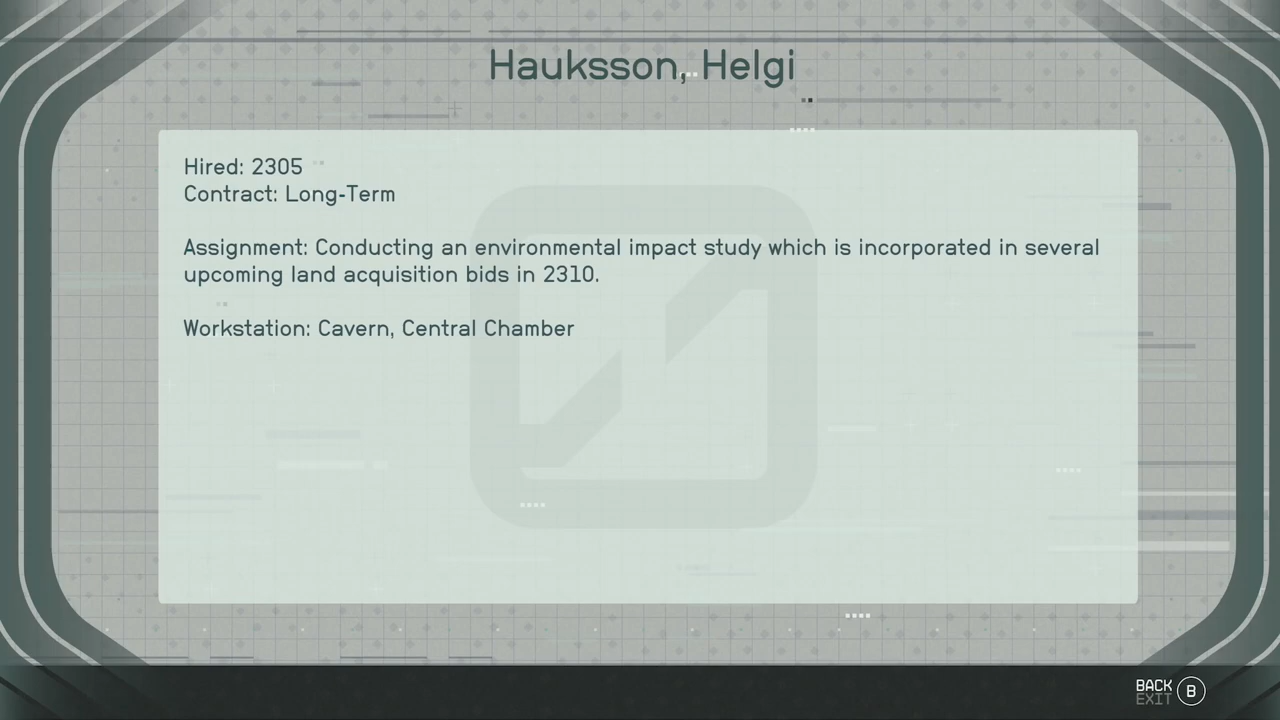 Hauksson, Helgi
Hired: 2305
Contract: Long-Term
Assignment: Conducting an environmental impact study which is incorporated in several
upcoming land acquisition bids in 2310.
Workstation: Cavern, Central Chamber
BACK
EXIT
B